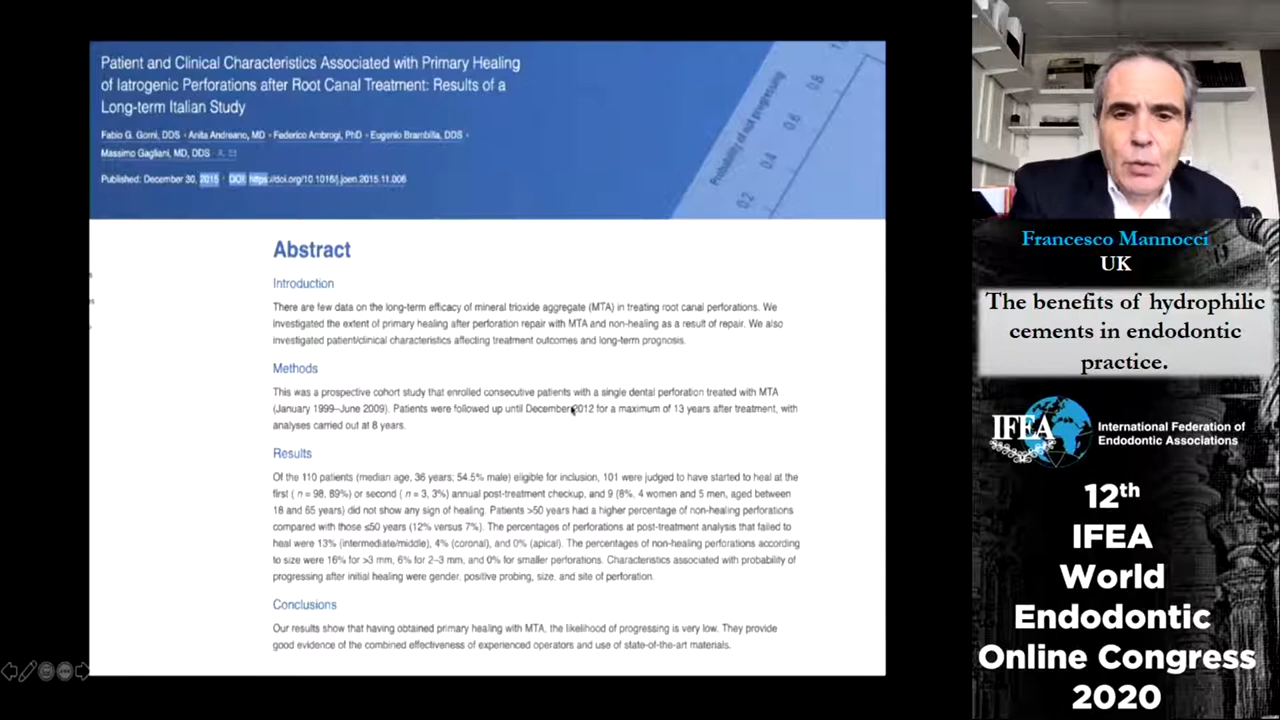 Patient and Clinical Characteristics Associated with Primary Healing
of Iatrogenic Perforations after Root Canal Treatment: Results of a
Long-term Italian Study
Fabio G. Gorni, DDS • Anita Andreano, MD • Federico Ambrogi, PhD • Eugenio Brambilla, DDS •
Massimo Gagliani, MD, DDS
Published: December 30, 2015 • DOI: https://doi.org/10.1016/j.joen.2015.11.006
Probability of not progressing
0.2
0.4
0.6
0.8
Abstract
Introduction
There are few data on the long-term efficacy of mineral trioxide aggregate (MTA) in treating root canal perforations. We
investigated the extent of primary healing after perforation repair with MTA and non-healing as a result of repair. We also
investigated patient/clinical characteristics affecting treatment outcomes and long-term prognosis.
Methods
This was a prospective cohort study that enrolled consecutive patients with a single dental perforation treated with MTA
(January 1999–June 2009). Patients were followed up until December 2012 for a maximum of 13 years after treatment, with
analyses carried out at 8 years.
Results
Of the 110 patients (median age, 36 years; 54.5% male) eligible for inclusion, 101 were judged to have started to heal at the
first ( n = 98, 89%) or second ( n = 3, 3%) annual post-treatment checkup, and 9 (8%, 4 women and 5 men, aged between
18 and 65 years) did not show any sign of healing. Patients >50 years had a higher percentage of non-healing perforations
compared with those ≤50 years (12% versus 7%). The percentages of perforations at post-treatment analysis that failed to
heal were 13% (intermediate/middle), 4% (coronal), and 0% (apical). The percentages of non-healing perforations according
to size were 16% for >3 mm, 6% for 2–3 mm, and 0% for smaller perforations. Characteristics associated with probability of
progressing after initial healing were gender, positive probing, size, and site of perforation.
Conclusions
Our results show that having obtained primary healing with MTA, the likelihood of progressing is very low. They provide
good evidence of the combined effectiveness of experienced operators and use of state-of-the-art materials.
Francesco Mannocci
UK
The benefits of hydrophilic
cements in endodontic
practice.
IFEA
International Federation of
Endodontic Associations
12th
IFEA
World
Endodontic
Online Congress
2020